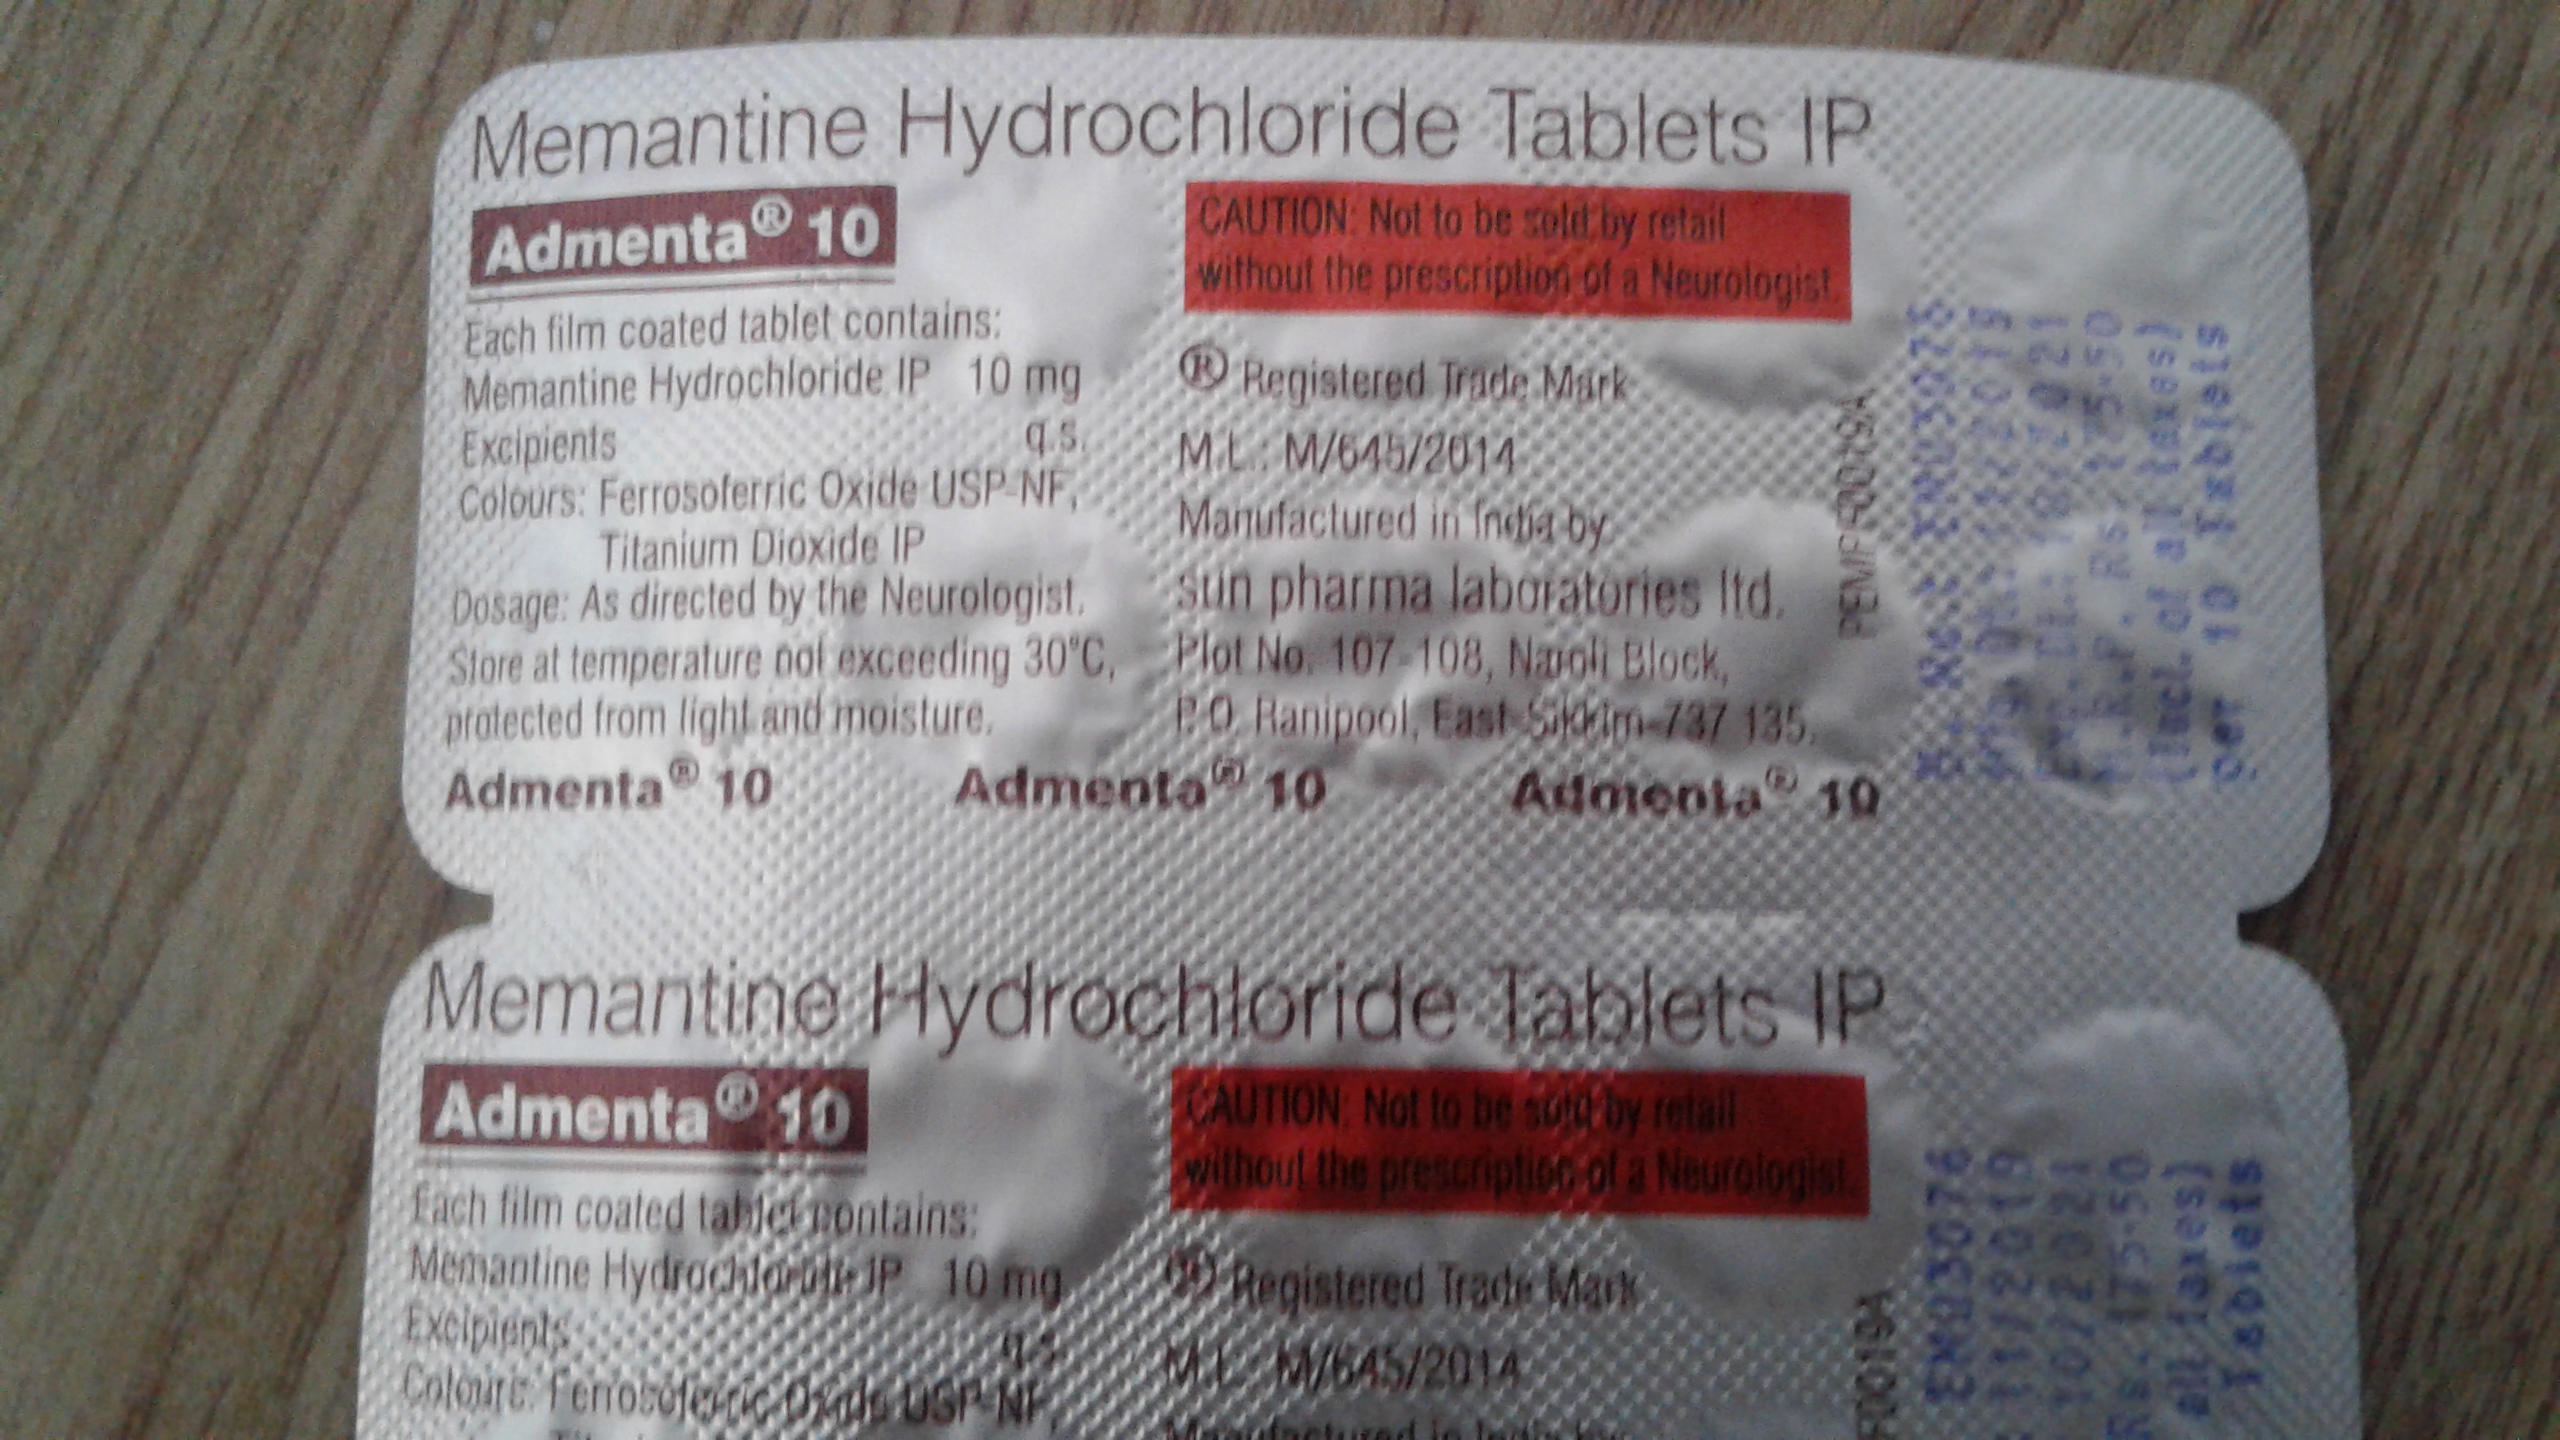 Memantine Hydrochloride Tablets IP
Admenta® 10
Each film coated tablet contains:
Memantine Hydrochloride IP 10 mg
Excipients q.s.
Colours: Ferrosoferric Oxide USP-NF,
Titanium Dioxide IP
Dosage: As directed by the Neurologist.
Store at temperature not exceeding 30°C,
protected from light and moisture.
CAUTION: Not to be sold by retail
without the prescription of a Neurologist.
® Registered Trade Mark
M.L.: M/645/2014
Manufactured in India by
Sun pharma laboratories ltd.
Plot No. 107-108, Namli Block,
P.O. Ranipool, East Sikkim-737 135.
PEMPF0019A
B. No.: EMU3076
Mfg. Dt.: 11/2019
Exp. Dt.: 10/2021
M.R.P. Rs. 175-50
(Incl. of all taxes)
per 10 Tablets
Admenta® 10 Admenta® 10 Admenta® 10
Memantine Hydrochloride Tablets IP
Admenta® 10
Each film coated tablet contains:
Memantine Hydrochloride IP 10 mg
Excipients q.s.
Colours: Ferrosoferric Oxide USP-NF,
CAUTION: Not to be sold by retail
without the prescription of a Neurologist.
® Registered Trade Mark
M.L.: M/645/2014
F0019A
EMU3076
: 11/2019
10/2021
Rs. 175-50
all taxes)
Tablets